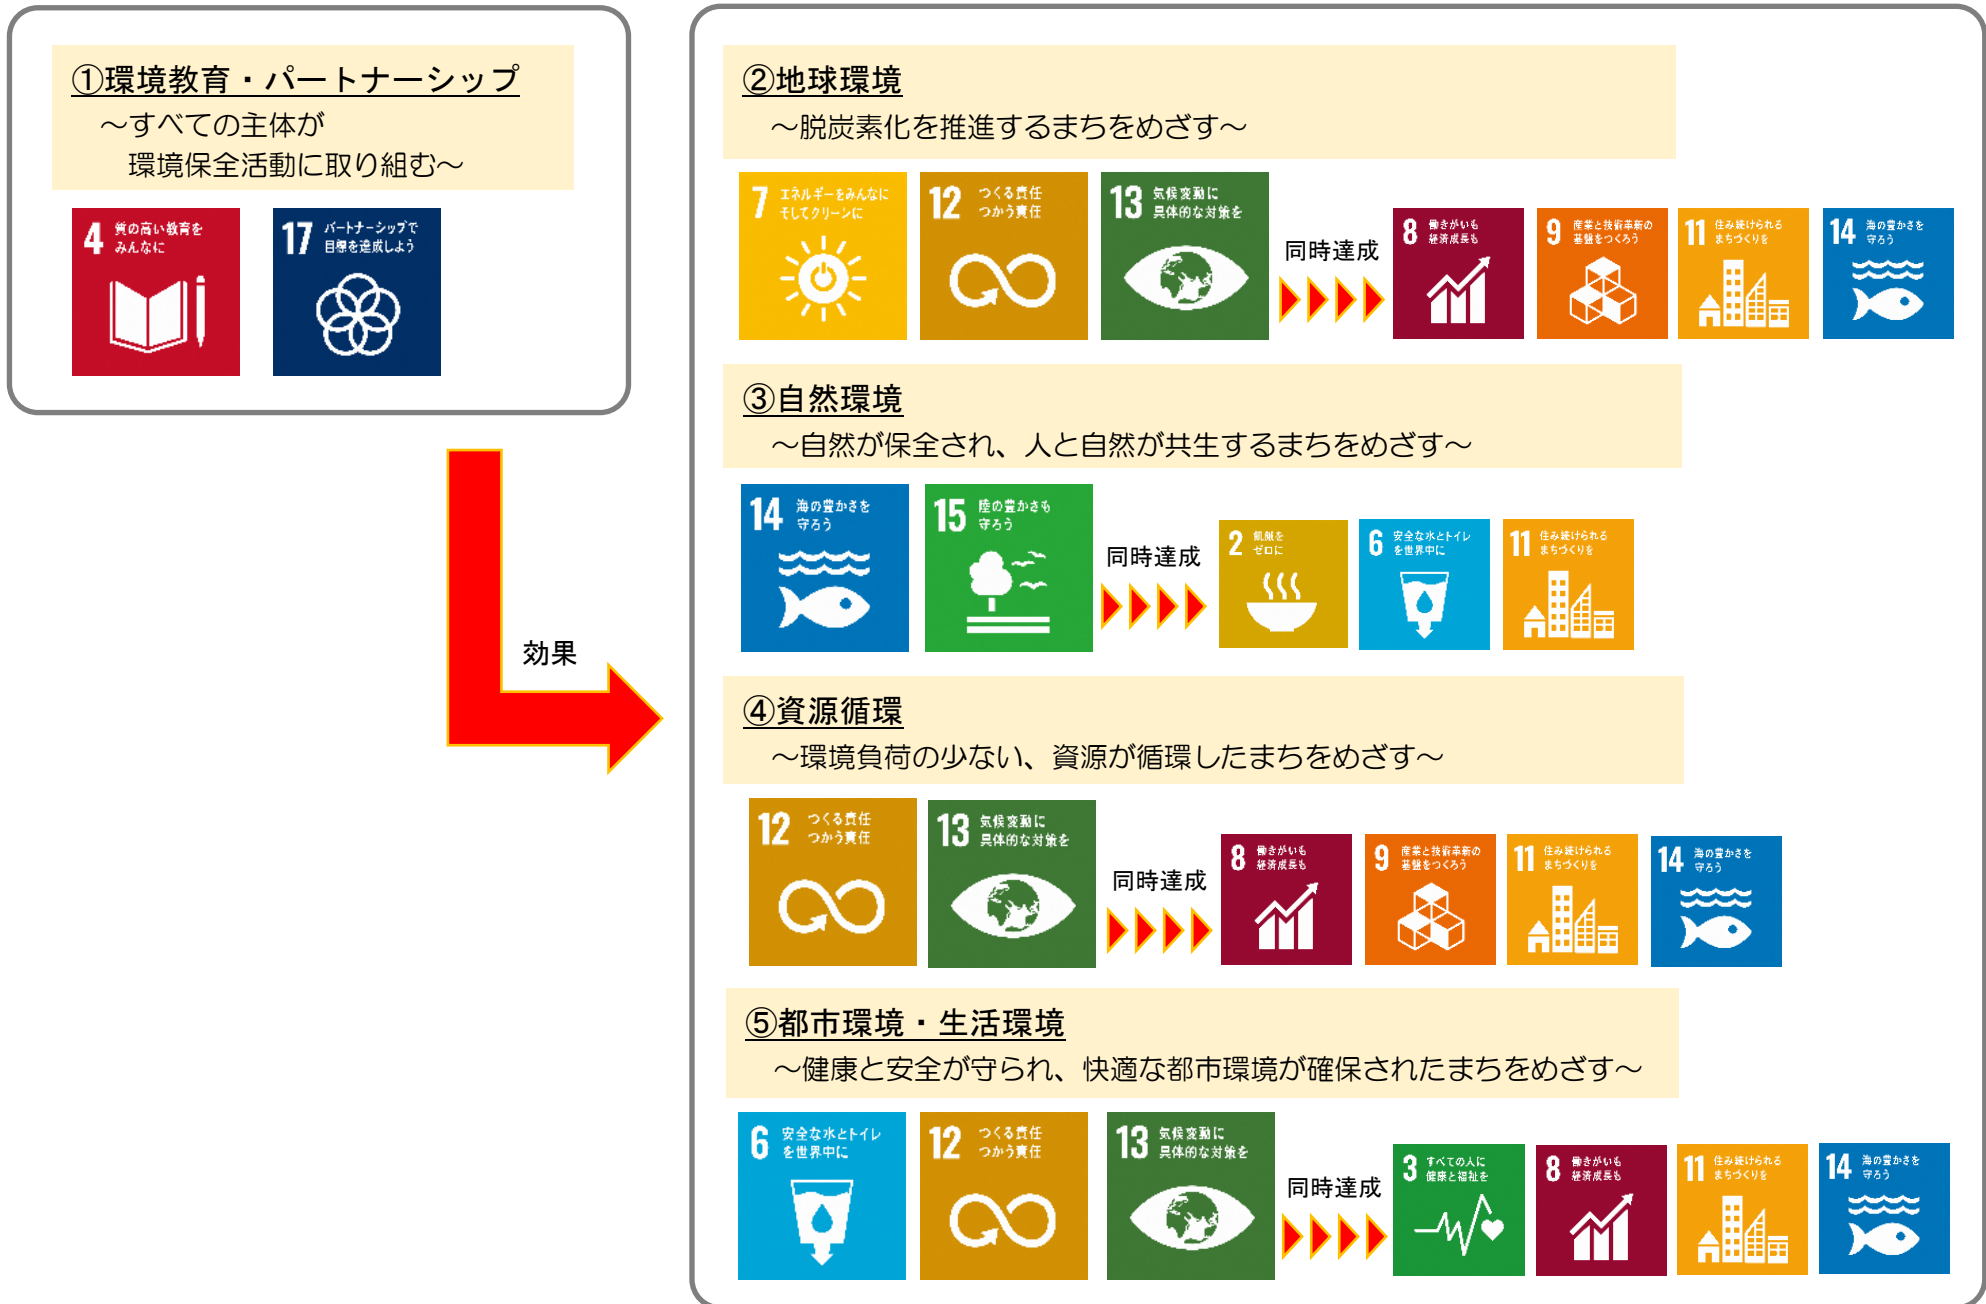 ①環境教育・パートナーシップ
～すべての主体が
環境保全活動に取り組む～
4 質の高い教育を
みんなに
17 パートナーシップで
目標を達成しよう
効果
②地球環境
～脱炭素化を推進するまちをめざす～
7 エネルギーをみんなに
そしてクリーンに
12 つくる責任
つかう責任
13 気候変動に
具体的な対策を
同時達成
8 働きがいも
経済成長も
9 産業と技術革新の
基盤をつくろう
11 住み続けられる
まちづくりを
14 海の豊かさを
守ろう
③自然環境
～自然が保全され、人と自然が共生するまちをめざす～
14 海の豊かさを
守ろう
15 陸の豊かさも
守ろう
同時達成
2 飢餓を
ゼロに
6 安全な水とトイレ
を世界中に
11 住み続けられる
まちづくりを
④資源循環
～環境負荷の少ない、資源が循環したまちをめざす～
12 つくる責任
つかう責任
13 気候変動に
具体的な対策を
同時達成
8 働きがいも
経済成長も
9 産業と技術革新の
基盤をつくろう
11 住み続けられる
まちづくりを
14 海の豊かさを
守ろう
⑤都市環境・生活環境
～健康と安全が守られ、快適な都市環境が確保されたまちをめざす～
6 安全な水とトイレ
を世界中に
12 つくる責任
つかう責任
13 気候変動に
具体的な対策を
同時達成
3 すべての人に
健康と福祉を
8 働きがいも
経済成長も
11 住み続けられる
まちづくりを
14 海の豊かさを
守ろう